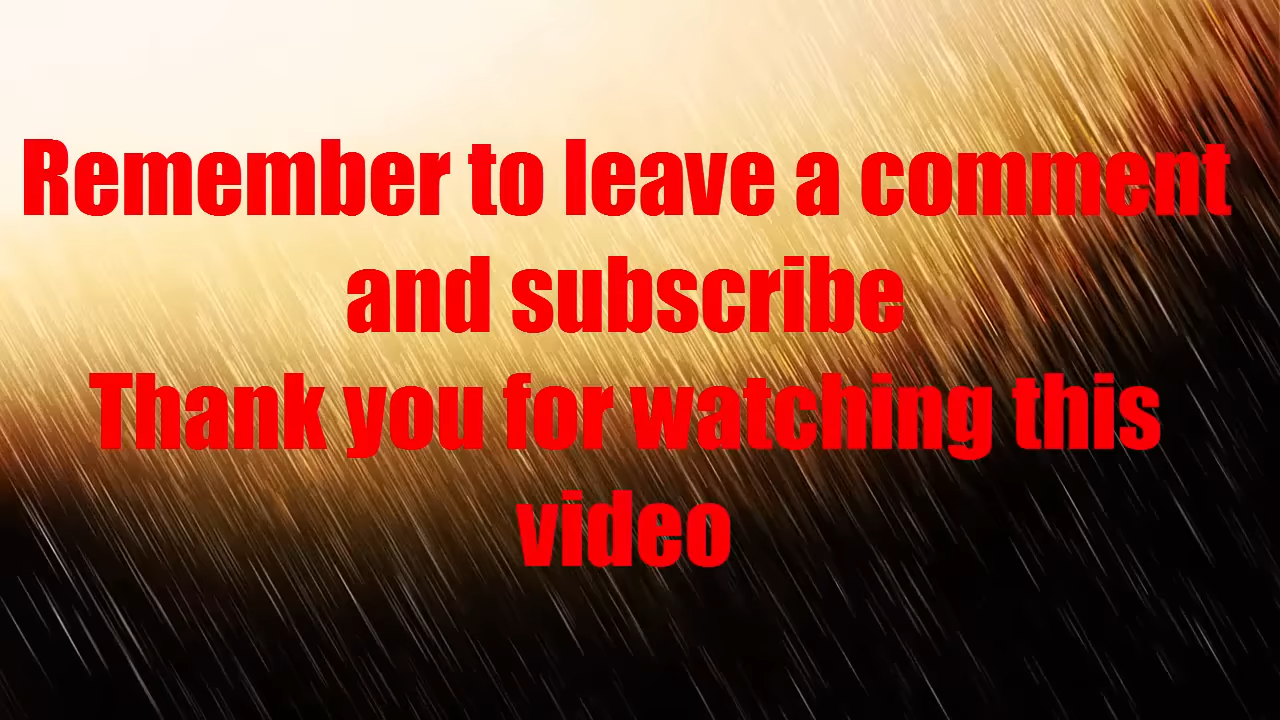 Remember to leave a comment
and subscribe
Thank you for watching this
video